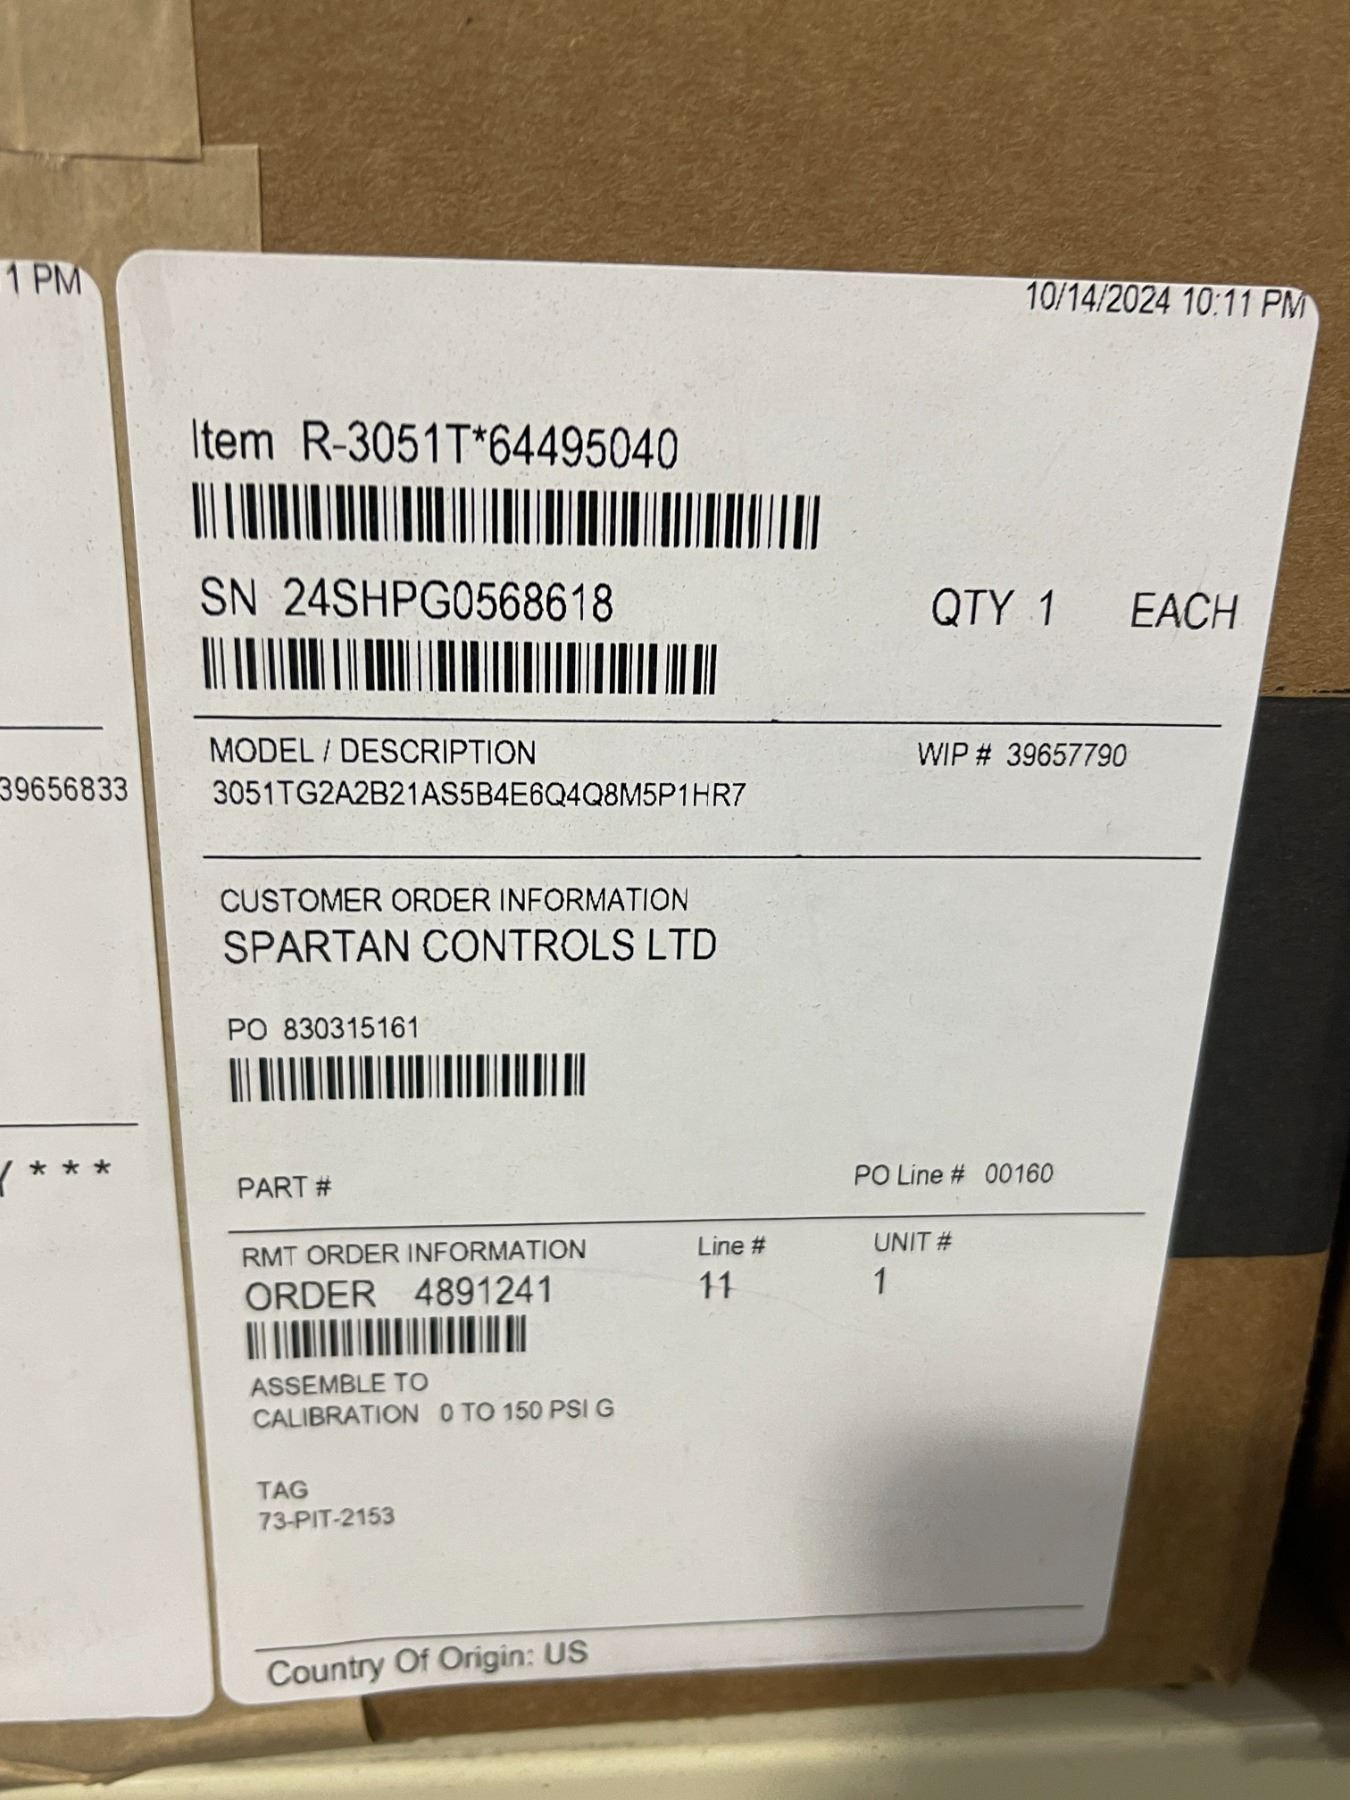 1 PM
39656833
Y * * *
10/14/2024 10:11 PM
Item R-3051T*64495040
SN 24SHPG0568618 QTY 1 EACH
MODEL / DESCRIPTION WIP # 39657790
3051TG2A2B21AS5B4E6Q4Q8M5P1HR7
CUSTOMER ORDER INFORMATION
SPARTAN CONTROLS LTD
PO 830315161
PART # PO Line # 00160
RMT ORDER INFORMATION Line # UNIT #
ORDER 4891241 11 1
ASSEMBLE TO
CALIBRATION 0 TO 150 PSI G
TAG
73-PIT-2153
Country Of Origin: US